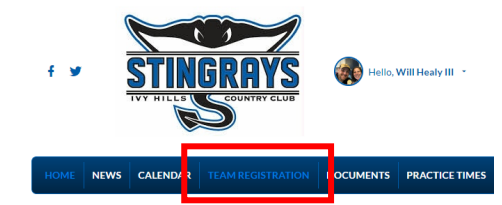 STINGRAYS
IVY HILLS COUNTRY CLUB
Hello, Will Healy III
HOME NEWS CALENDAR TEAM REGISTRATION DOCUMENTS PRACTICE TIMES